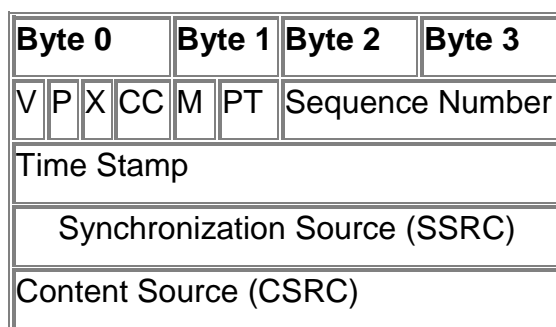 Byte 0 Byte 1 Byte 2 Byte 3
V P X CC M PT Sequence Number
Time Stamp
Synchronization Source (SSRC)
Content Source (CSRC)